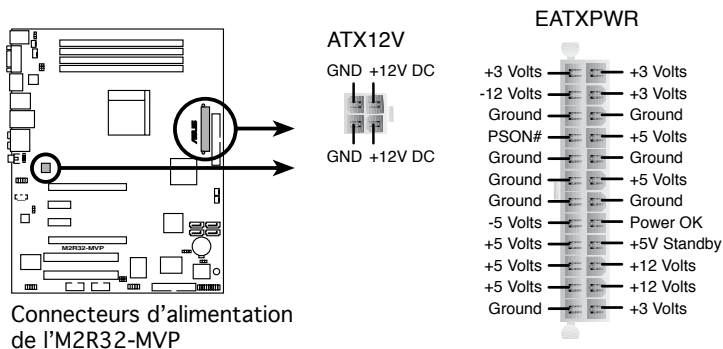 EATXPWR
ATX12V
GND +12V DC
GND +12V DC
+3 Volts +3 Volts
-12 Volts +3 Volts
Ground Ground
PSON# +5 Volts
Ground Ground
Ground +5 Volts
Ground Ground
-5 Volts Power OK
+5 Volts +5V Standby
+5 Volts +12 Volts
+5 Volts +12 Volts
Ground +3 Volts
ASUS
M2R32-MVP
Connecteurs d'alimentation
de l'M2R32-MVP